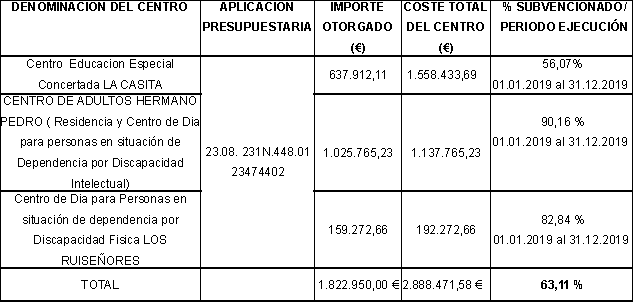 DENOMINACIÓN DEL CENTRO
APLICACION PRESUPUESTARIA
IMPORTE OTORGADO (€)
COSTE TOTAL DEL CENTRO (€)
% SUBVENCIONADO/ PERIODO EJECUCIÓN
Centro Educacion Especial
Concertada LA CASITA
637.912,11
1.558.433,69
56,07%
01.01.2019 al 31.12.2019
CENTRO DE ADULTOS HERMANO
PEDRO ( Residencia y Centro de Dia
para personas en situación de
Dependencia por Discapacidad
Intelectual)
23.08. 231N.448.01
23474402
1.025.765,23
1.137.765,23
90,16 %
01.01.2019 al 31.12.2019
Centro de Dia para Personas en
situación de dependencia por
Discapacidad Fisica LOS
RUISEÑORES
159.272,66
192.272,66
82,84 %
01.01.2019 al 31.12.2019
TOTAL
1.822.950,00 €
2.888.471,58 €
63,11 %